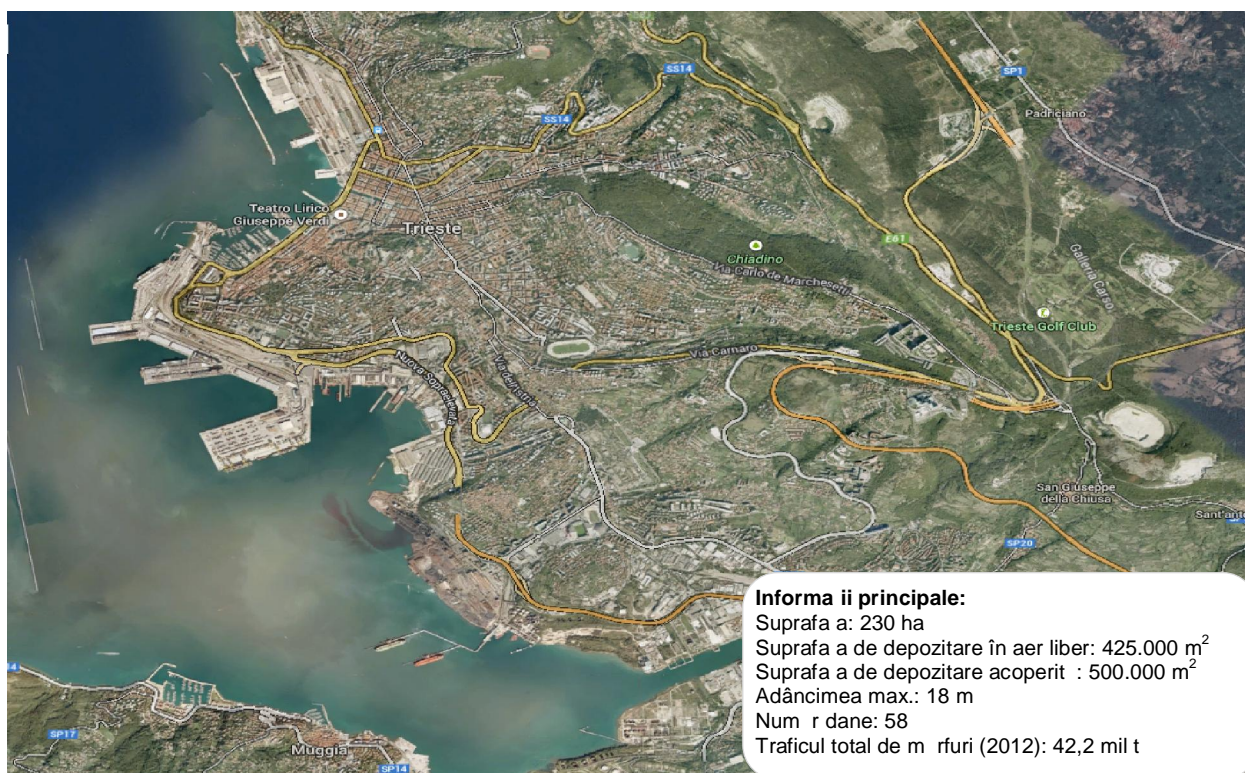 SS14
SP1
Padriciano
SS14
Teatro Lirico
Giuseppe Verdi
Trieste
E61
Chiadino
Via Carlo de Marchesetti
Galleria Carso
Trieste Golf Club
Via Carnaro
Nuova Sopraelevata
San Giuseppe
della Chiusa
Sant'anto
SP20
14
SP17
Muggia
SP14
Informa ii principale:
Suprafa a: 230 ha
Suprafa a de depozitare în aer liber: 425.000 m²
Suprafa a de depozitare acoperit : 500.000 m²
Adâncimea max.: 18 m
Num r dane: 58
Traficul total de m rfuri (2012): 42,2 mil t